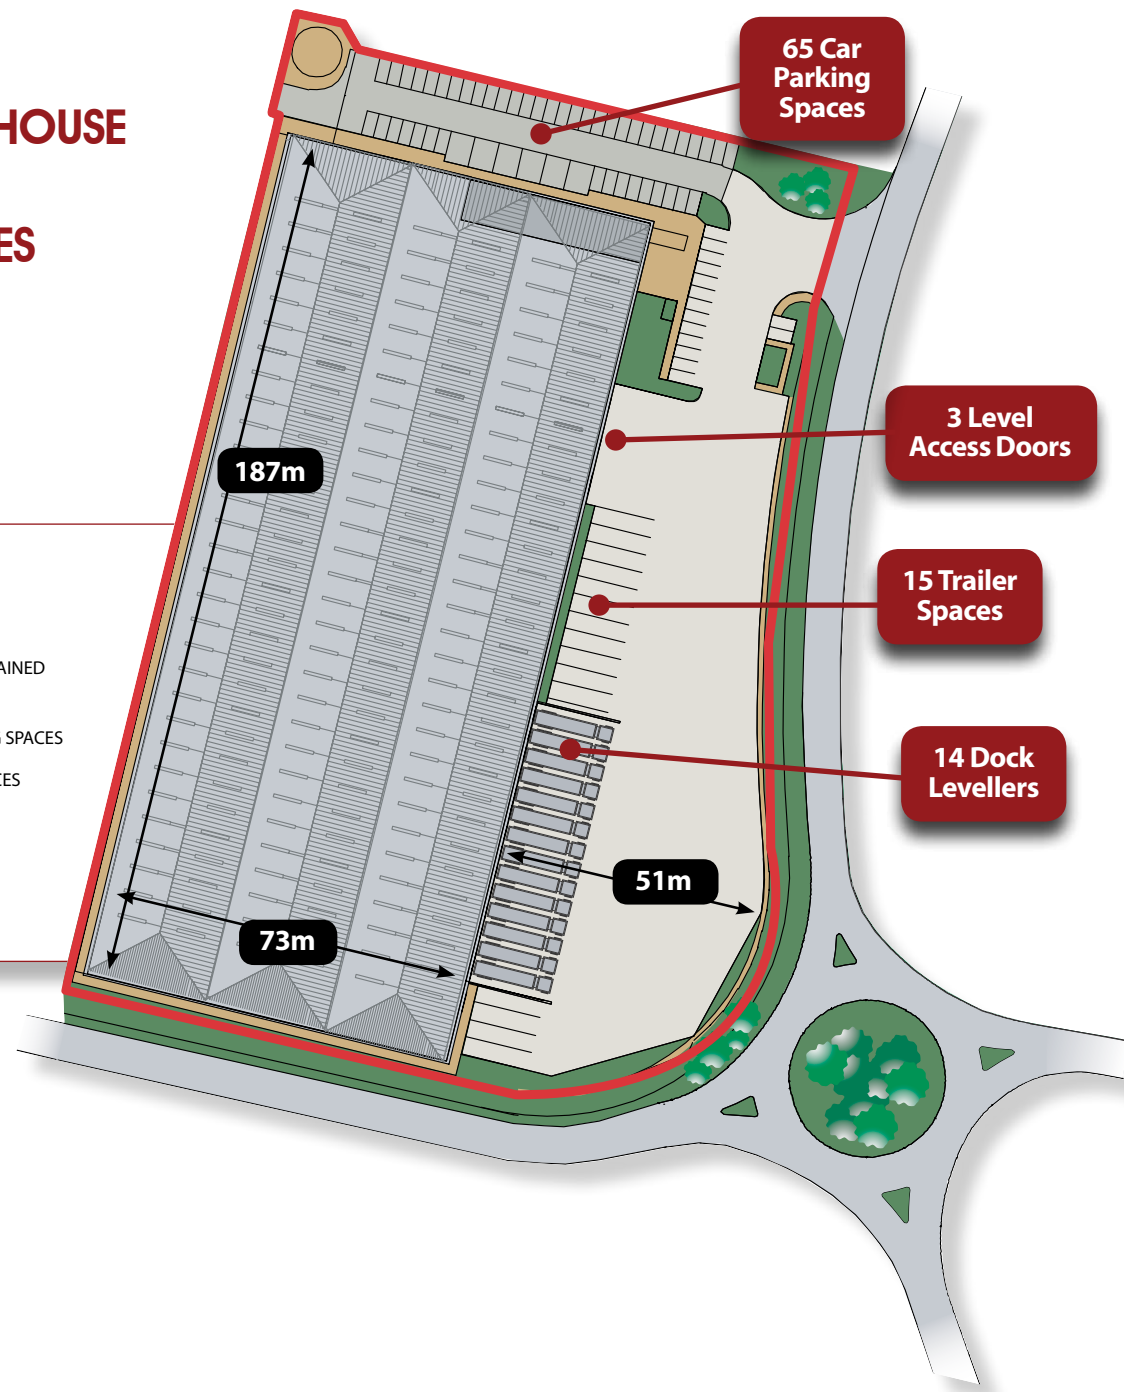 HOUSE
ES
AINED
SPACES
CES
65 Car
Parking
Spaces
3 Level
Access Doors
15 Trailer
Spaces
14 Dock
Levellers
187m
51m
73m